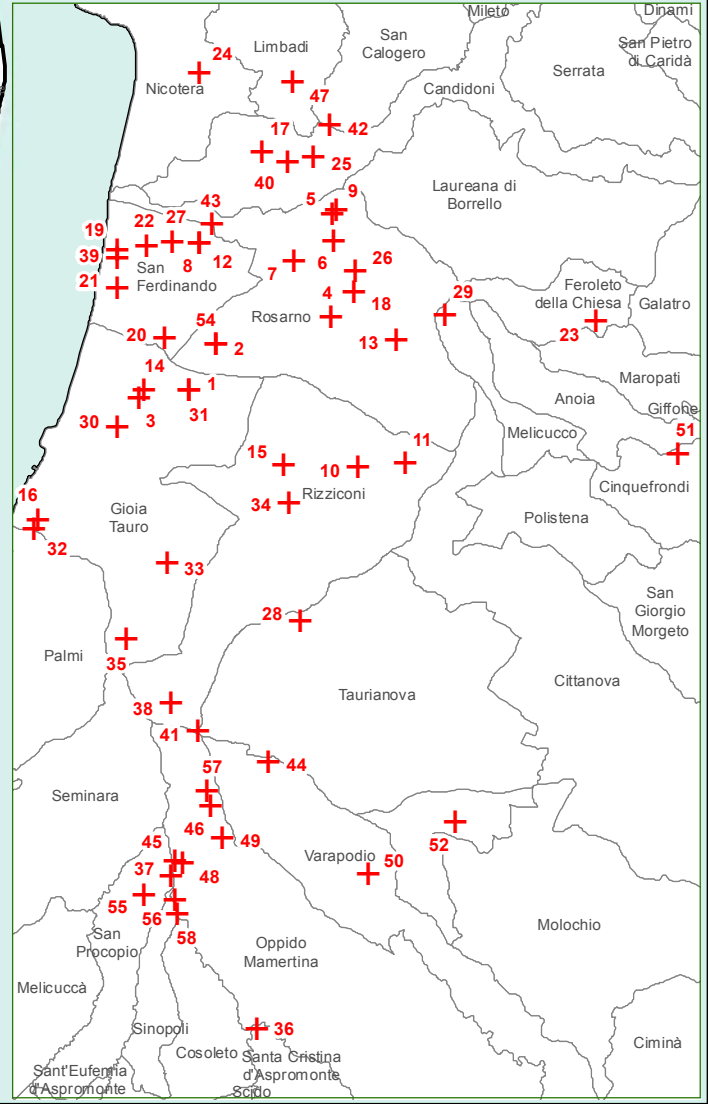 Mileto
Dinami
24
Limbadi
San
Calogero
San Pietro
di Caridà
Serrata
Nicotera
47
Candidoni
17
42
40
25
Laureana di
Borrello
5
9
43
19
22
27
39
8
12
6
7
26
San
Ferdinando
21
4
18
29
Feroleto
della Chiesa
Galatro
Rosarno
20
54
2
13
23
14
1
Maropati
3
31
Anoia
Giffone
30
Melicucco
51
15
10
11
Rizziconi
Cinquefrondi
16
34
Gioia
Tauro
Polistena
32
33
28
San
Giorgio
Morgeto
Palmi
35
Taurianova
Cittanova
38
41
44
57
Seminara
46
45
49
52
37
48
Varapodio
50
55
56
58
San
Procopio
Oppido
Mamertina
Molochio
Melicuccà
Sinopoli
36
Cosoleto
Santa Cristina
d'Aspromonte
Ciminà
Sant'Eufemia
d'Aspromonte
Scido